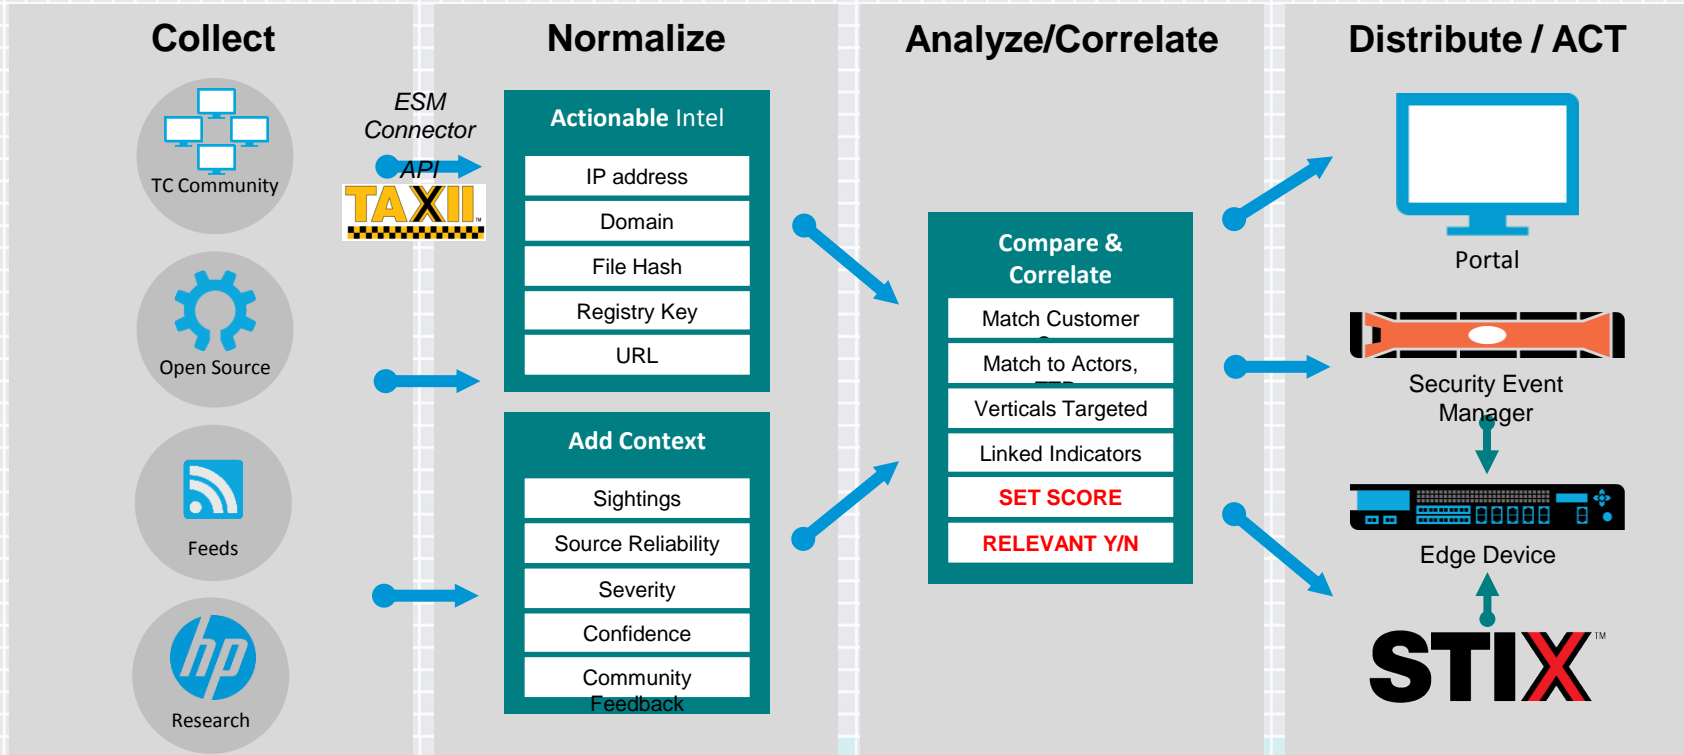 Collect
TC Community
Open Source
Feeds
hp
Research
ESM
Connector
API
TAXII
Normalize
Actionable Intel
IP address
Domain
File Hash
Registry Key
URL
Add Context
Sightings
Source Reliability
Severity
Confidence
Community
Feedback
Analyze/Correlate
Compare &
Correlate
Match Customer
Match to Actors,
Verticals Targeted
Linked Indicators
SET SCORE
RELEVANT Y/N
Distribute / ACT
Portal
Security Event
Manager
Edge Device
STIX™